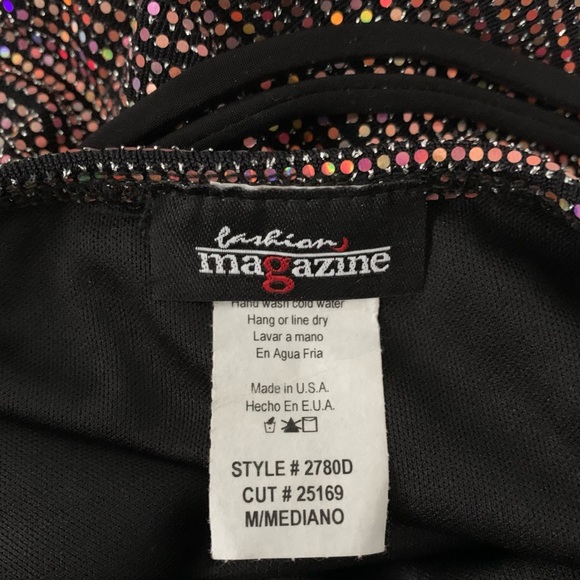 fashion
magazine
Hand wash cold water
Hang or line dry
Lavar a mano
En Agua Fria
Made in U.S.A.
Hecho En E.U.A.
STYLE # 2780D
CUT # 25169
M/MEDIANO